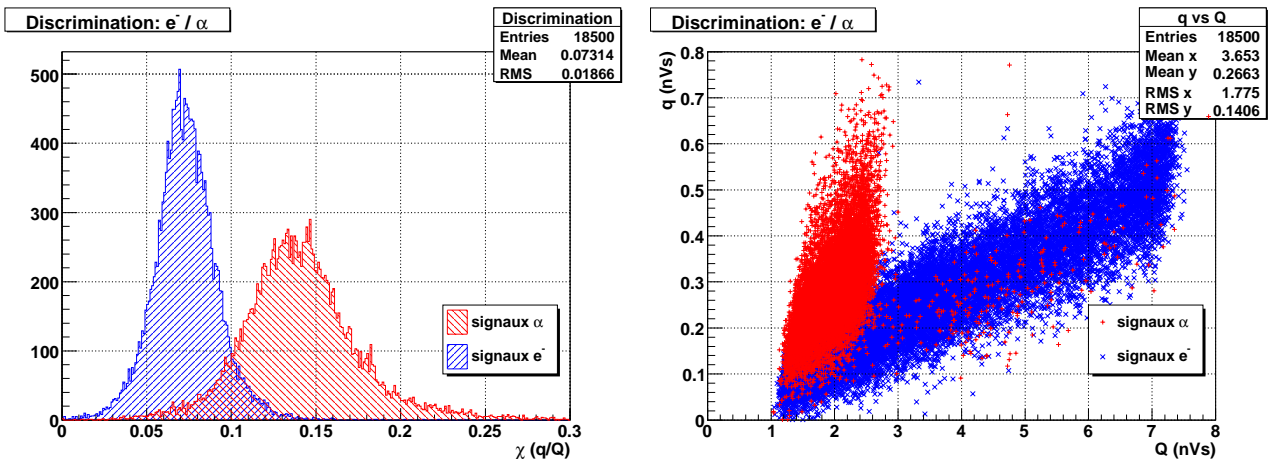 Discrimination: e⁻ / α
Discrimination
Entries 18500
Mean 0.07314
RMS 0.01866
500
400
300
200
100
0
0 0.05 0.1 0.15 0.2 0.25 0.3
χ (q/Q)
signaux α
signaux e⁻
Discrimination: e⁻ / α
q vs Q
Entries 18500
Mean x 3.653
Mean y 0.2663
RMS x 1.775
RMS y 0.1406
q (nVs)
0.8
0.7
0.6
0.5
0.4
0.3
0.2
0.1
0
0 1 2 3 4 5 6 7 8
Q (nVs)
signaux α
signaux e⁻